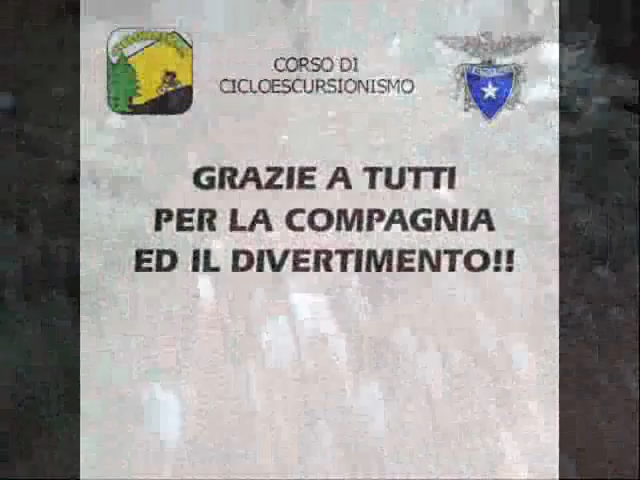 CORSO DI
CICLOESCURSIONISMO
GRAZIE A TUTTI
PER LA COMPAGNIA
ED IL DIVERTIMENTO!!